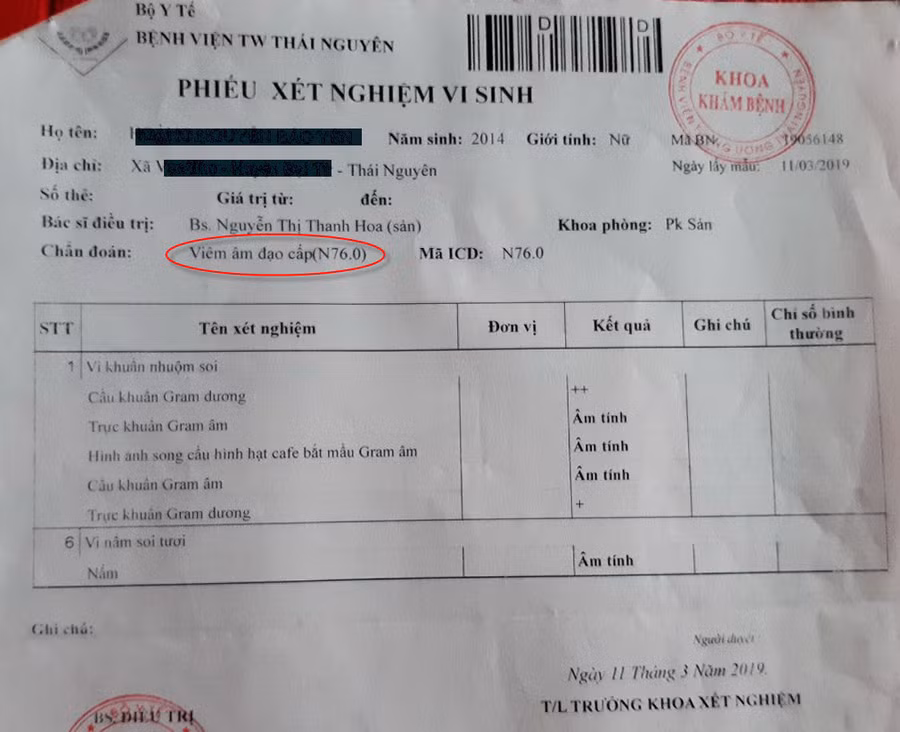 Bộ Y Tế
BỆNH VIỆN TW THÁI NGUYÊN
D D
BỘ Y TẾ
KHOA
KHÁM BỆNH
PHIẾU XÉT NGHIỆM VI SINH
Họ tên: Năm sinh: 2014 Giới tính: Nữ Mã BN: 19056148
Địa chỉ: Xã - Thái Nguyên Ngày lấy mẫu: 11/03/2019
Số thẻ: Giá trị từ: đến:
Bác sĩ điều trị: Bs. Nguyễn Thị Thanh Hoa (sản) Khoa phòng: Pk Sản
Chẩn đoán: Viêm âm đạo cấp(N76.0) Mã ICD: N76.0
STT Tên xét nghiệm Đơn vị Kết quả Ghi chú Chỉ số bình thường
1 Vi khuẩn nhuộm soi
Cầu khuẩn Gram dương ++
Trực khuẩn Gram âm Âm tính
Hình ảnh song cầu hình hạt cafe bắt mầu Gram âm Âm tính
Cầu khuẩn Gram âm Âm tính
Trực khuẩn Gram dương +
6 Vi nấm soi tươi
Nấm Âm tính
Ghi chú:
Người duyệt
Ngày 11 Tháng 3 Năm 2019.
T/L TRƯỞNG KHOA XÉT NGHIỆM
BS. ĐIỀU TRỊ